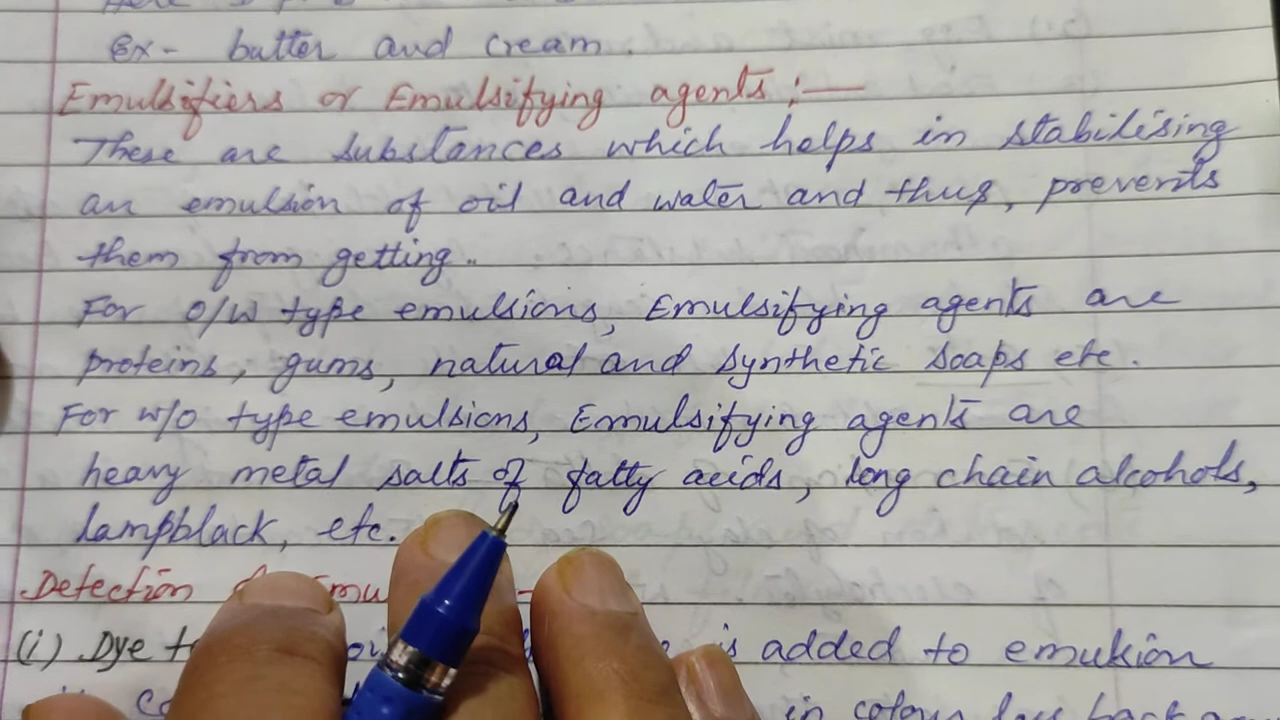 Ex- butter and cream.
Emulsifiers or Emulsifying agents :—
These are substances which helps in stabilising
an emulsion of oil and water and thus, prevents
them from getting..
For O/W type emulsions, Emulsifying agents are
proteins, gums, natural and synthetic soaps etc.
For W/O type emulsions, Emulsifying agents are
heavy metal salts of fatty acids, long chain alcohols,
lampblack, etc.
Detection
(i) Dye is added to emulsion
in colour